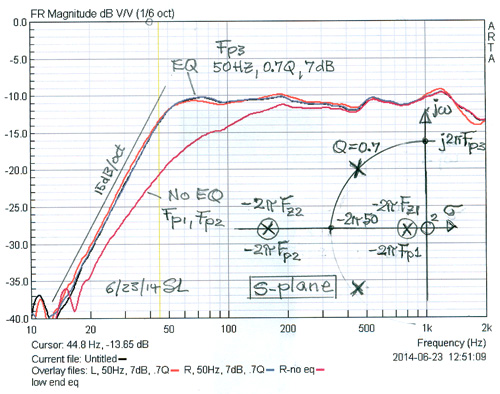 FR Magnitude dB V/V (1/6 oct)
0.0
-5.0
-10.0
-15.0
-20.0
-25.0
-30.0
-35.0
-40.0
A
R
T
A
EQ
Fp3
50Hz, 0.7Q, 7dB
jω
Q=0.7
j2πFp3
15dB/oct
NO EQ
Fp1, Fp2
-2πFz2
-2πFp2
-2π50
-2πFz1
-2πFp1
2
σ
6/23/14 SL
S-plane
10
20
50
100
200
500
1k
2k
Cursor: 44.8 Hz, -13.65 dB
Frequency (Hz)
Current file: Untitled
2014-06-23 12:51:09
Overlay files: L, 50Hz, 7dB, .7Q R, 50Hz, 7dB, .7Q R-no eq
low end eq